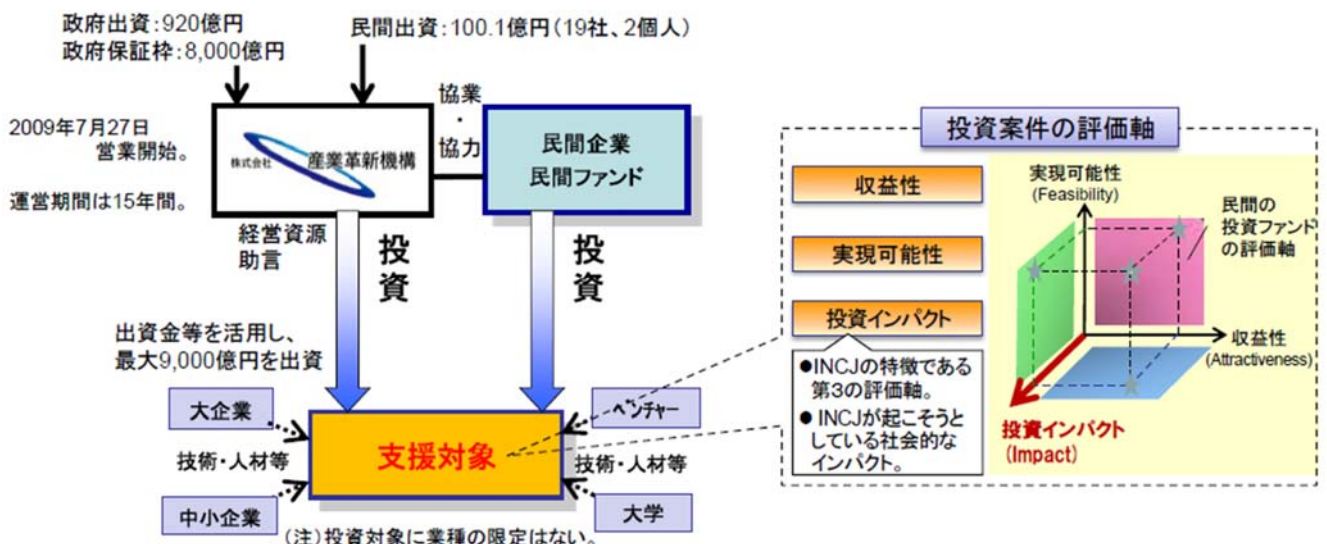 政府出資:920億円
政府保証枠:8,000億円
民間出資:100.1億円(19社、2個人)
2009年7月27日
営業開始。
運営期間は15年間。
株式会社 産業革新機構
協業
・
協力
民間企業
民間ファンド
経営資源
助言
投資
投資
出資金等を活用し、
最大9,000億円を出資
大企業
ベンチャー
技術・人材等
支援対象
技術・人材等
中小企業
大学
(注)投資対象に業種の限定はない。
投資案件の評価軸
収益性
実現可能性
投資インパクト
●INCJの特徴である
第3の評価軸。
● INCJが起こそうと
している社会的な
インパクト。
実現可能性
(Feasibility)
民間の
投資ファンド
の評価軸
収益性
(Attractiveness)
投資インパクト
(Impact)